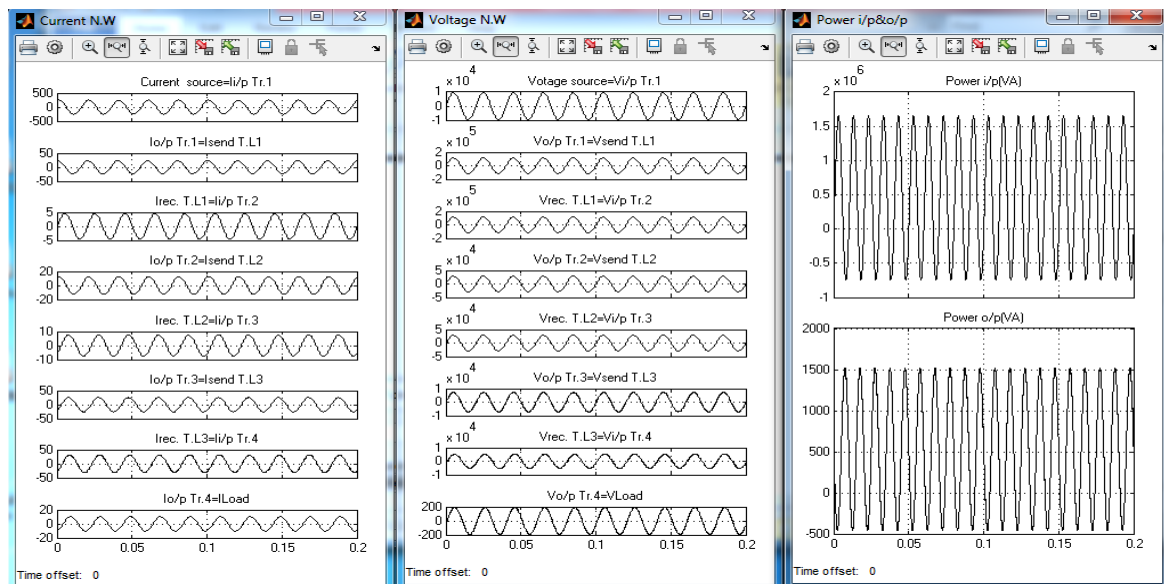 Current N.W
Current source=Ii/p Tr.1
500
0
-500
Io/p Tr.1=Isend T.L1
50
0
-50
Irec. T.L1=Ii/p Tr.2
5
0
-5
Io/p Tr.2=Isend T.L2
20
0
-20
Irec. T.L2=Ii/p Tr.3
10
0
-10
Io/p Tr.3=Isend T.L3
50
0
-50
Irec. T.L3=Ii/p Tr.4
50
0
-50
Io/p Tr.4=ILoad
20
0
-20
0 0.05 0.1 0.15 0.2
Time offset: 0
Voltage N.W
x 10^4
Votage source=Vi/p Tr.1
1
0
-1
x 10^5
Vo/p Tr.1=Vsend T.L1
2
0
-2
x 10^5
Vrec. T.L1=Vi/p Tr.2
2
0
-2
x 10^4
Vo/p Tr.2=Vsend T.L2
5
0
-5
x 10^4
Vrec. T.L2=Vi/p Tr.3
5
0
-5
x 10^4
Vo/p Tr.3=Vsend T.L3
1
0
-1
x 10^4
Vrec. T.L3=Vi/p Tr.4
1
0
-1
Vo/p Tr.4=VLoad
200
0
-200
0 0.05 0.1 0.15 0.2
Time offset: 0
Power i/p&o/p
x 10^6
Power i/p(VA)
2
1.5
1
0.5
0
-0.5
-1
0 0.05 0.1 0.15 0.2
Power o/p(VA)
2000
1500
1000
500
0
-500
0 0.05 0.1 0.15 0.2
Time offset: 0